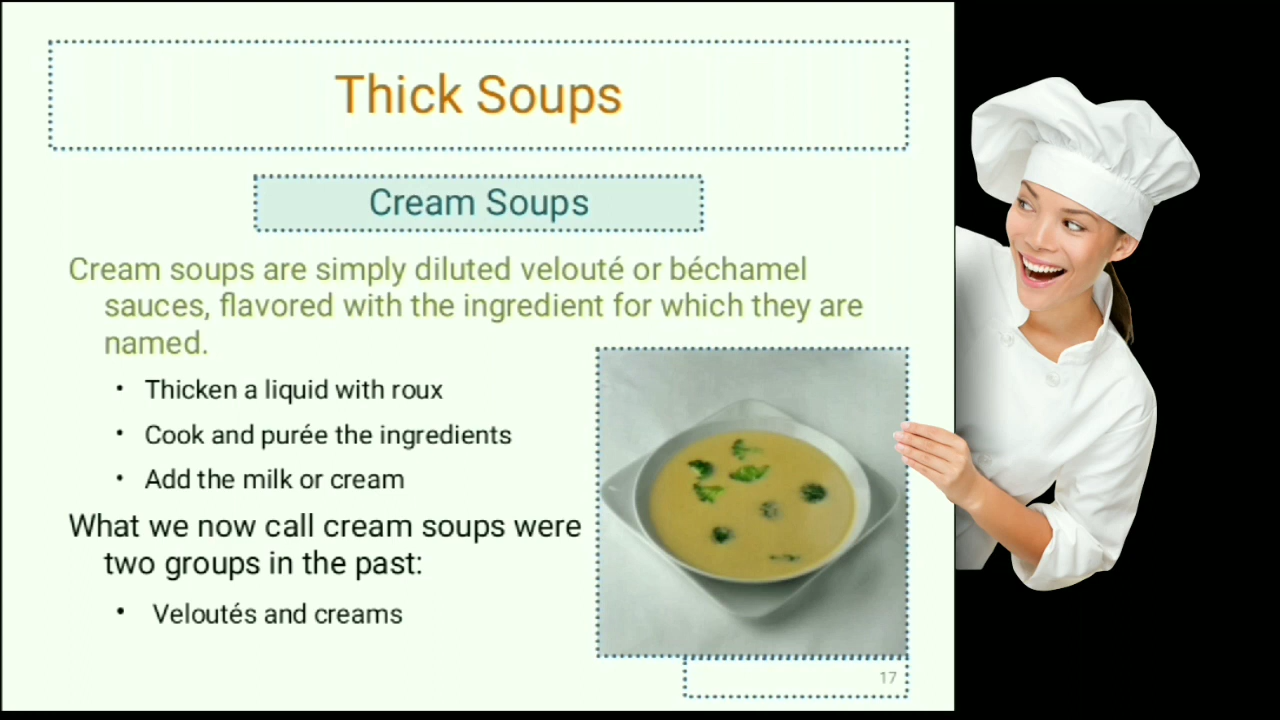 Thick Soups
Cream Soups
Cream soups are simply diluted velouté or béchamel
sauces, flavored with the ingredient for which they are
named.
• Thicken a liquid with roux
• Cook and purée the ingredients
• Add the milk or cream
What we now call cream soups were
two groups in the past:
• Veloutés and creams
17